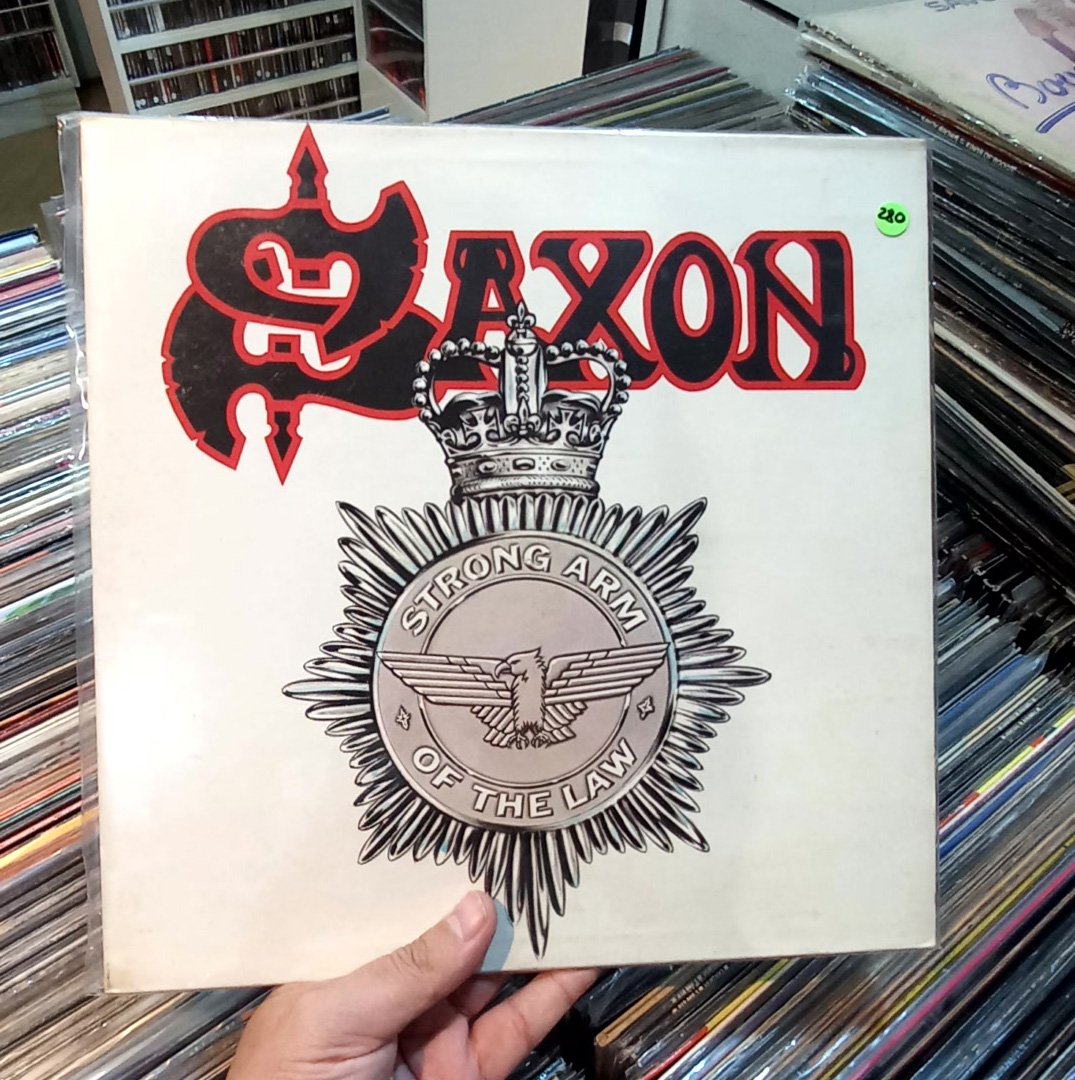 SAXON
280
STRONG ARM
OF THE LAW